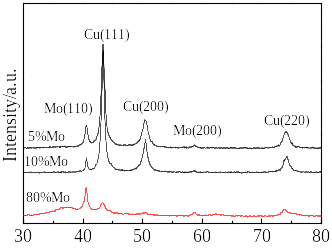 Cu(111)
Mo(110)
Cu(200)
Mo(200)
Cu(220)
5%Mo
10%Mo
80%Mo
Intensity/a.u.
30 40 50 60 70 80